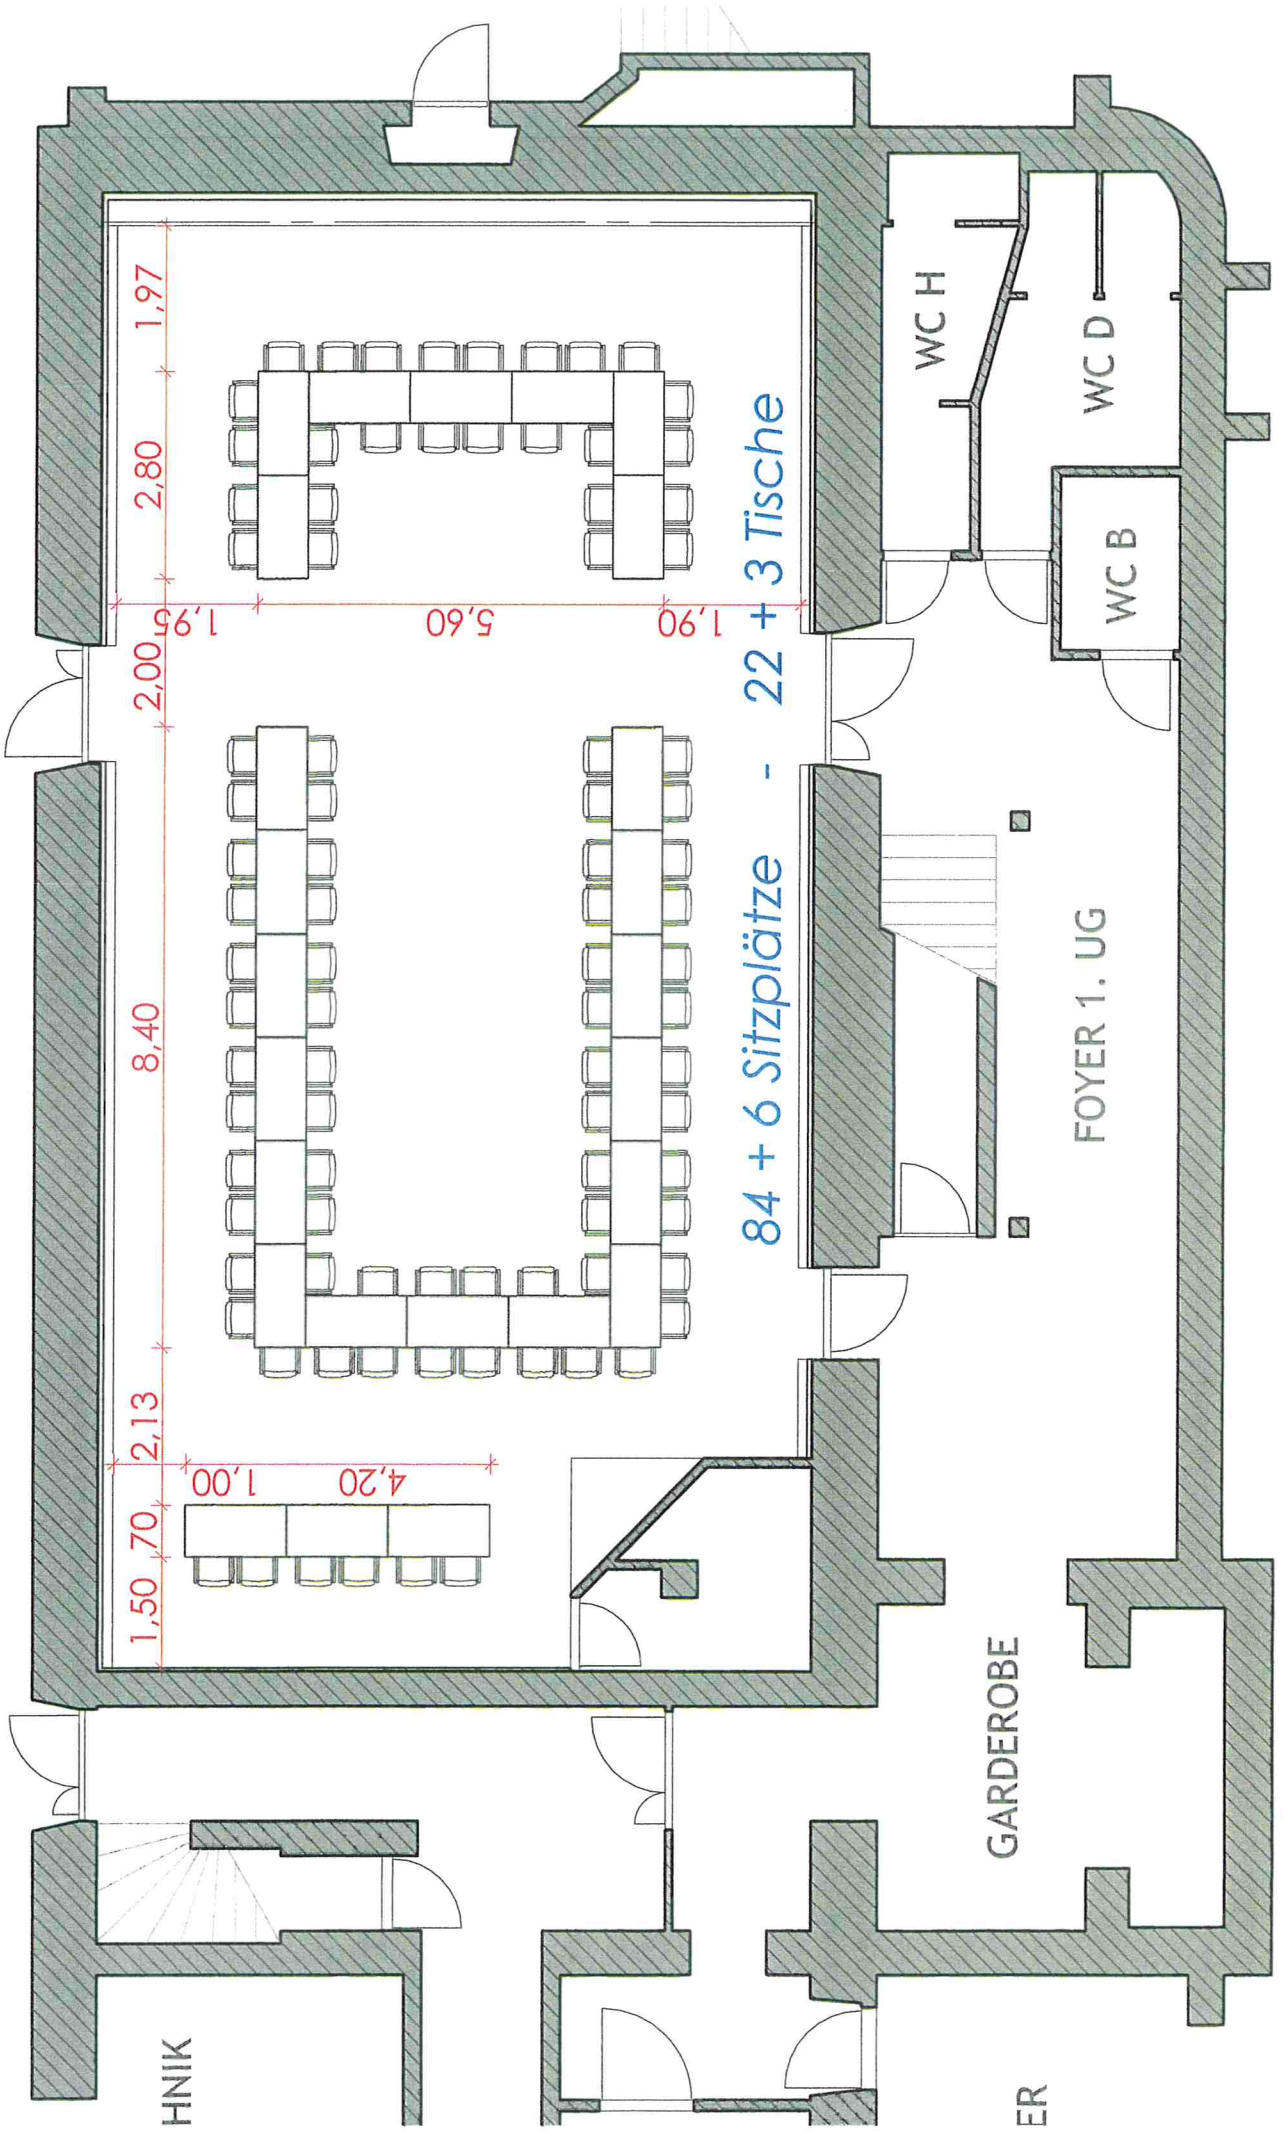 1,50
,70
2,13
8,40
2,00
2,80
1,97
1,00
4,20
1,95
5,60
1,90
84 + 6 Sitzplätze - 22 + 3 Tische
WC H
WC D
WC B
FOYER 1. UG
GARDEROBE
HNIK
ER